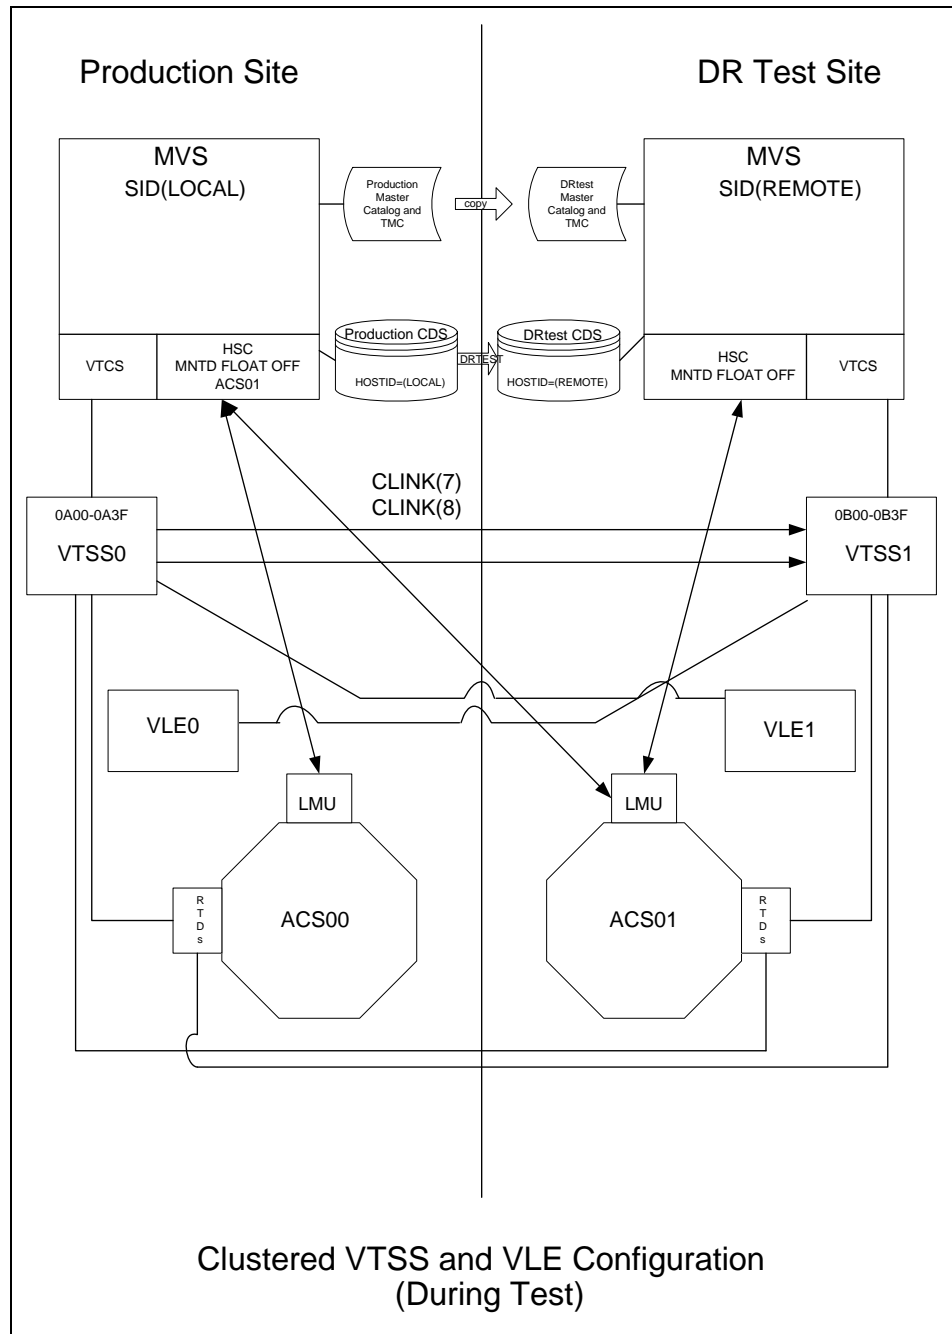 Production Site
DR Test Site
MVS
SID(LOCAL)
Production
Master
Catalog and
TMC
copy
DRtest
Master
Catalog and
TMC
MVS
SID(REMOTE)
VTCS
HSC
MNTD FLOAT OFF
ACS01
Production CDS
HOSTID=(LOCAL)
DRTEST
DRtest CDS
HOSTID=(REMOTE)
HSC
MNTD FLOAT OFF
VTCS
CLINK(7)
CLINK(8)
0A00-0A3F
VTSS0
0B00-0B3F
VTSS1
VLE0
VLE1
LMU
LMU
R
T
D
s
ACS00
ACS01
R
T
D
s
Clustered VTSS and VLE Configuration
(During Test)